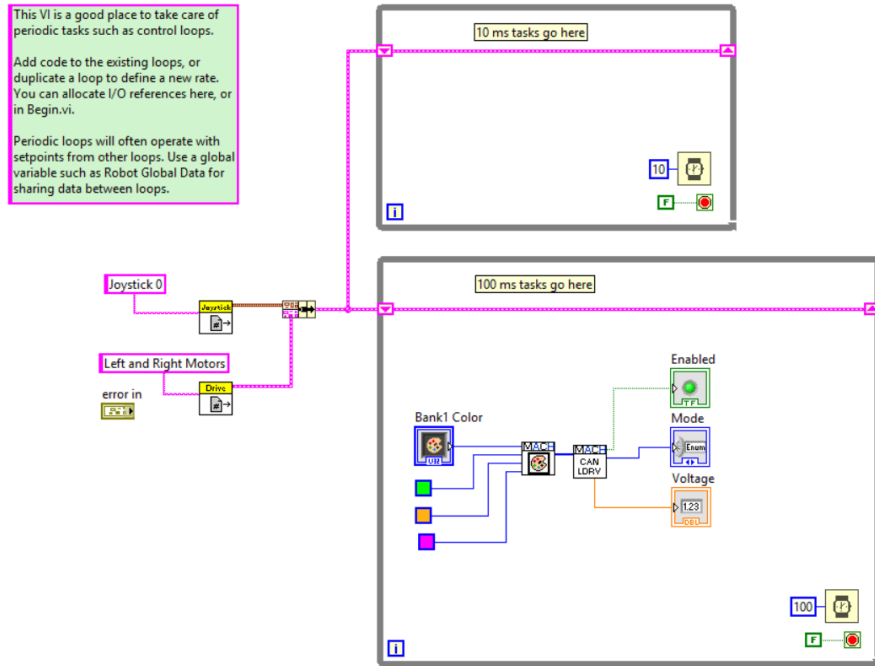 This VI is a good place to take care of
periodic tasks such as control loops.
Add code to the existing loops, or
duplicate a loop to define a new rate.
You can allocate I/O references here, or
in Begin.vi.
Periodic loops will often operate with
setpoints from other loops. Use a global
variable such as Robot Global Data for
sharing data between loops.
10 ms tasks go here
10
F
i
Joystick 0
Joystick
Left and Right Motors
Drive
error in
100 ms tasks go here
Enabled
TF
Bank1 Color
Mode
MACH
MACH
Enum
CAN
LDRV
U32
Voltage
1.23
DBL
100
F
i